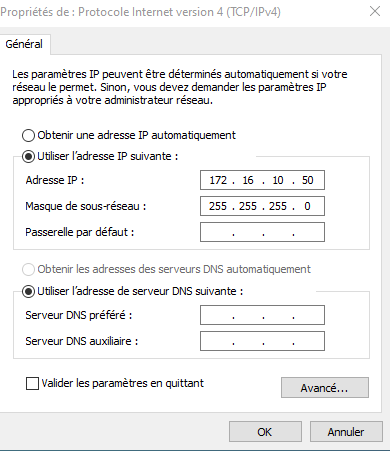 Propriétés de : Protocole Internet version 4 (TCP/IPv4)
Général
Les paramètres IP peuvent être déterminés automatiquement si votre
réseau le permet. Sinon, vous devez demander les paramètres IP
appropriés à votre administrateur réseau.
Obtenir une adresse IP automatiquement
Utiliser l'adresse IP suivante :
Adresse IP : 172 . 16 . 10 . 50
Masque de sous-réseau : 255 . 255 . 255 . 0
Passerelle par défaut : . . .
Obtenir les adresses des serveurs DNS automatiquement
Utiliser l'adresse de serveur DNS suivante :
Serveur DNS préféré : . . .
Serveur DNS auxiliaire : . . .
Valider les paramètres en quittant
Avancé...
OK Annuler